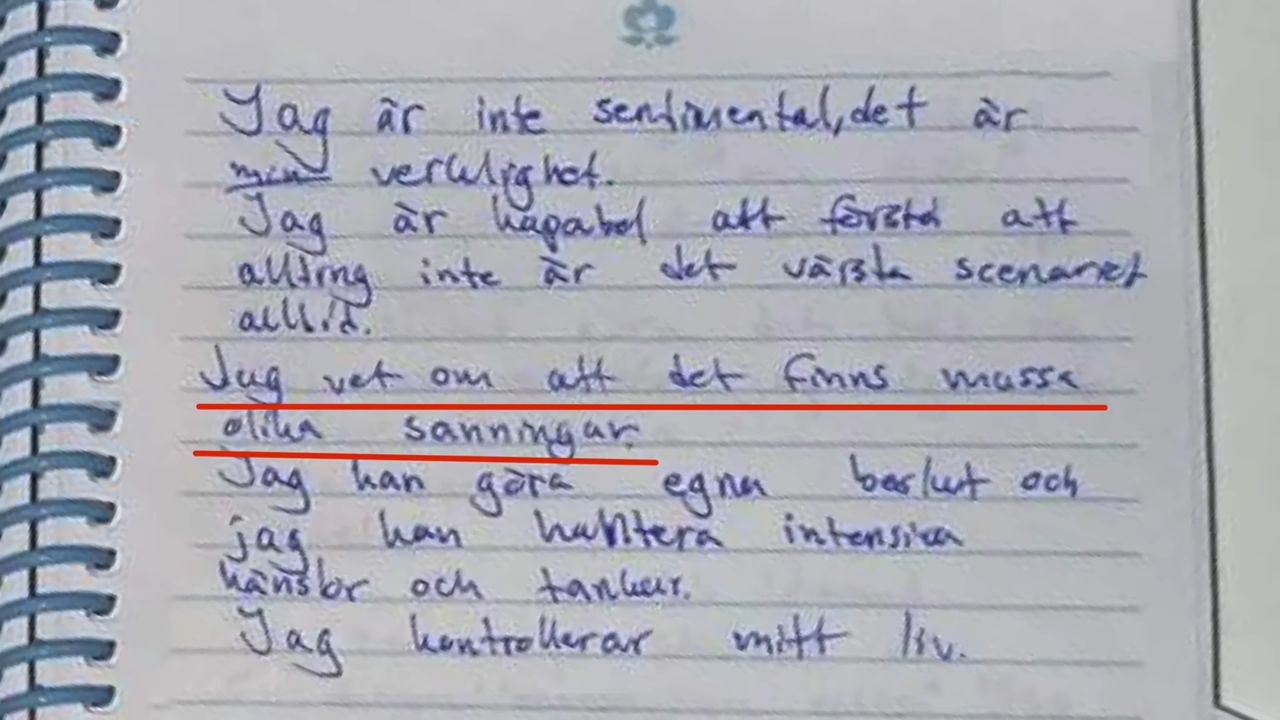 Jag är inte sentimental, det är
min verklighet.
Jag är kapabel att förstå att
allting inte är det värsta scenariet
alltid.
Jag vet om att det finns massa
olika sanningar.
Jag kan göra egna beslut och
jag kan hantera intensiva
känslor och tankar.
Jag kontrollerar mitt liv.